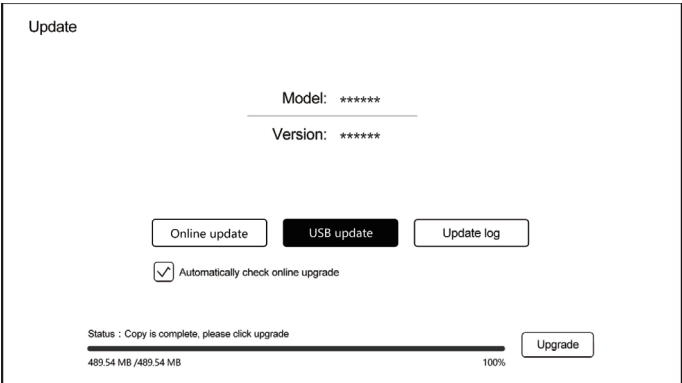 Update
Model: ******
Version: ******
Online update
USB update
Update log
Automatically check online upgrade
Status : Copy is complete, please click upgrade
Upgrade
489.54 MB /489.54 MB
100%